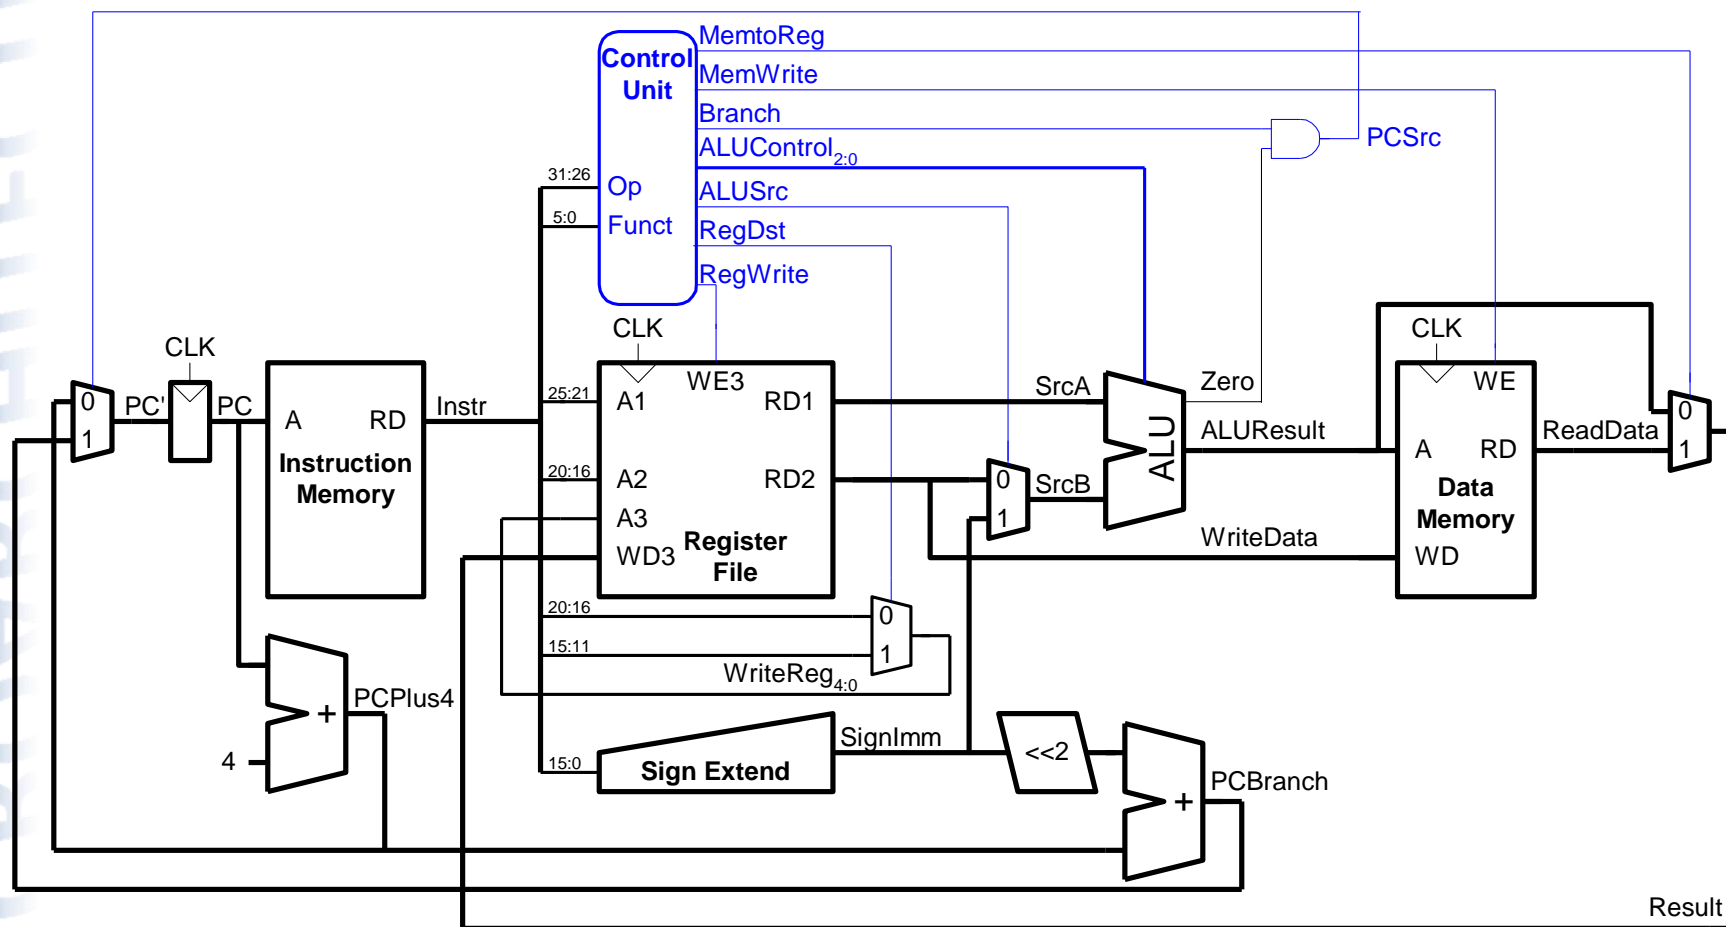 MemtoReg
Control Unit
MemWrite
Branch
ALUControl2:0
PCSrc
31:26
Op
ALUSrc
5:0
Funct
RegDst
RegWrite
CLK
CLK
CLK
0
1
PC'
PC
A
RD
Instruction
Memory
Instr
25:21
20:16
A1
A2
A3
WD3
WE3
RD1
RD2
Register
File
SrcA
0
1
SrcB
ALU
Zero
ALUResult
WriteData
WE
A
RD
Data
Memory
WD
ReadData
0
1
20:16
15:11
0
1
WriteReg4:0
PCPlus4
+
4
15:0
Sign Extend
SignImm
<<2
+
PCBranch
Result